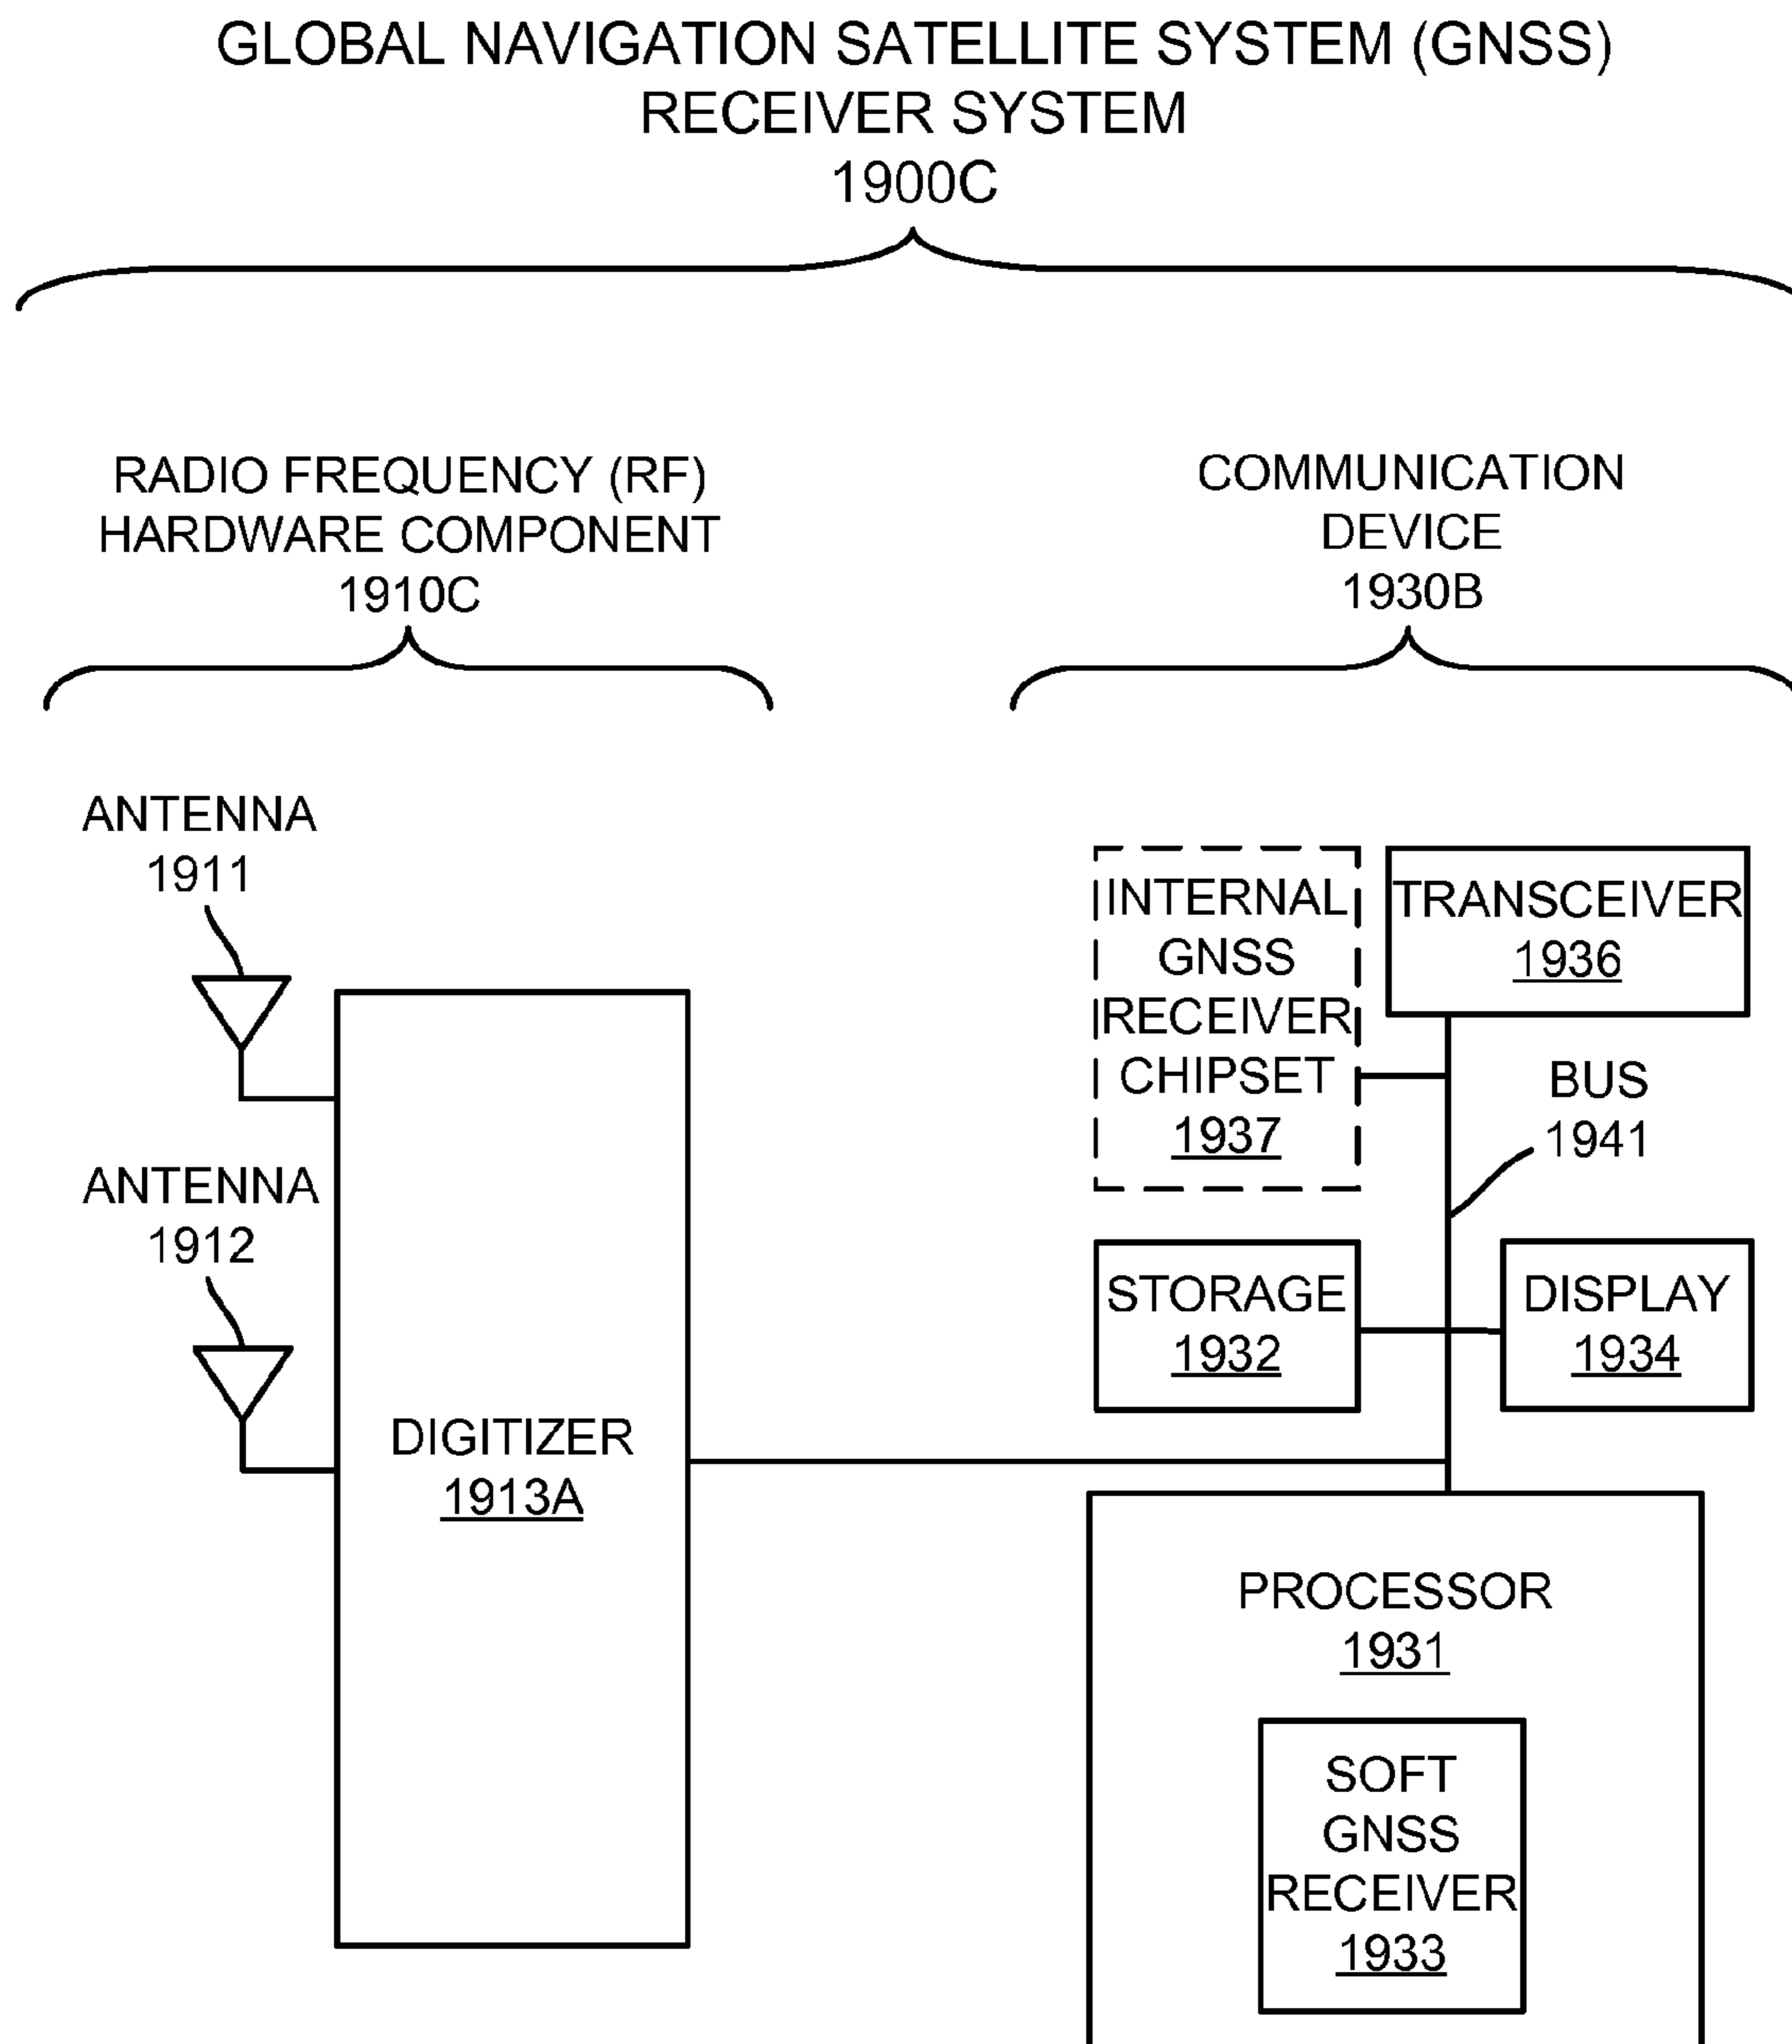 GLOBAL NAVIGATION SATELLITE SYSTEM (GNSS)
RECEIVER SYSTEM
1900C
RADIO FREQUENCY (RF)
HARDWARE COMPONENT
1910C
COMMUNICATION
DEVICE
1930B
ANTENNA
1911
ANTENNA
1912
DIGITIZER
1913A
INTERNAL
GNSS
RECEIVER
CHIPSET
1937
TRANSCEIVER
1936
BUS
1941
STORAGE
1932
DISPLAY
1934
PROCESSOR
1931
SOFT
GNSS
RECEIVER
1933